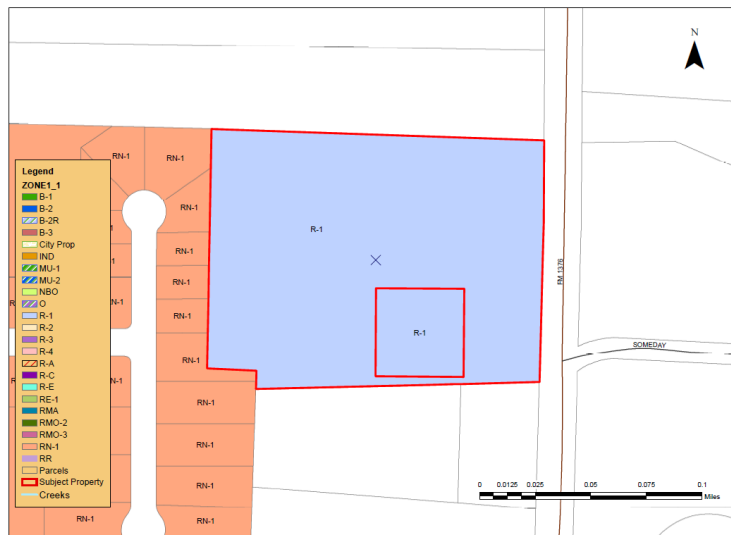 N
RN-1
RN-1
RN-1
RN-1
RN-1
RN-1
RN-1
RN-1
RN-1
RN-1
RN-1
RN-1
RN-1
RN-1
R-1
R-1
FM 1376
SOMEDAY
Legend
ZONE1_1
B-1
B-2
B-2R
B-3
City Prop
IND
MU-1
MU-2
NBO
O
R-1
R-2
R-3
R-4
R-A
R-C
R-E
RE-1
RMA
RMO-2
RMO-3
RN-1
RR
Parcels
Subject Property
Creeks
0 0.0125 0.025 0.05 0.075 0.1
Miles